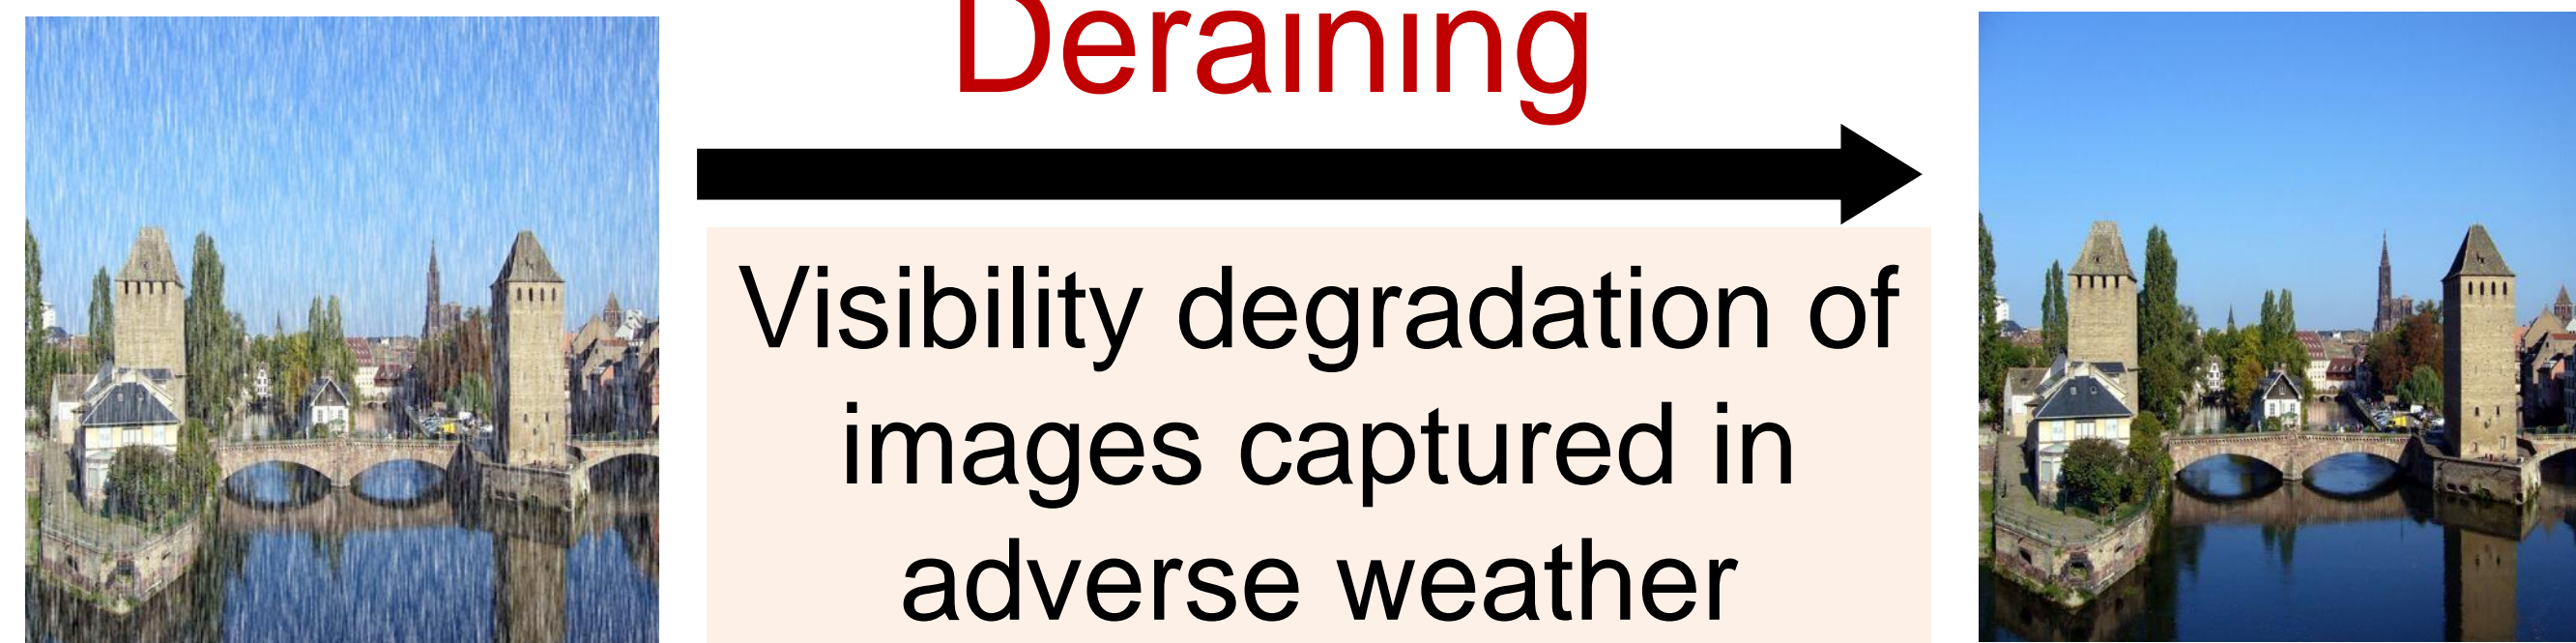 Deraining
Visibility degradation of
images captured in
adverse weather